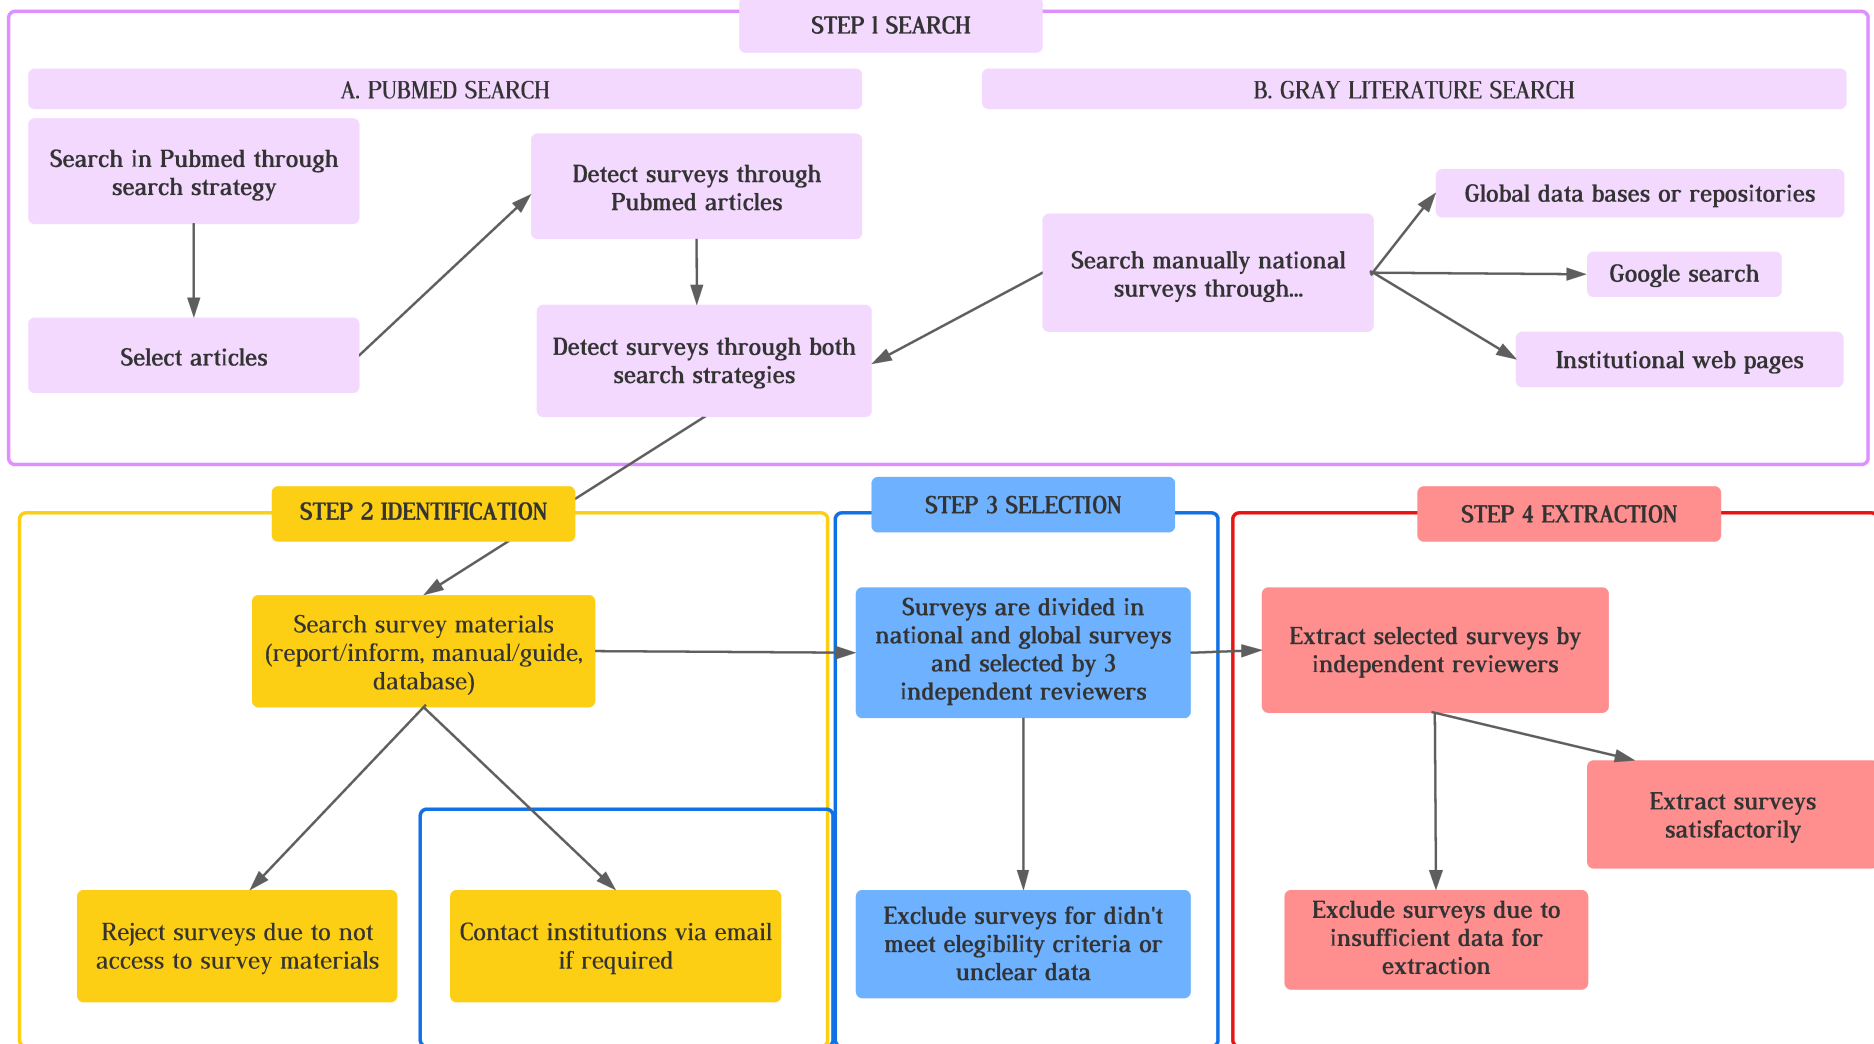 STEP 1 SEARCH
A. PUBMED SEARCH
B. GRAY LITERATURE SEARCH
Search in Pubmed through
search strategy
Select articles
Detect surveys through
Pubmed articles
Detect surveys through both
search strategies
Search manually national
surveys through...
Global data bases or repositories
Google search
Institutional web pages
STEP 2 IDENTIFICATION
Search survey materials
(report/inform, manual/guide,
database)
Reject surveys due to not
access to survey materials
Contact institutions via email
if required
STEP 3 SELECTION
Surveys are divided in
national and global surveys
and selected by 3
independent reviewers
Exclude surveys for didn't
meet elegibility criteria or
unclear data
STEP 4 EXTRACTION
Extract selected surveys by
independent reviewers
Extract surveys
satisfactorily
Exclude surveys due to
insufficient data for
extraction